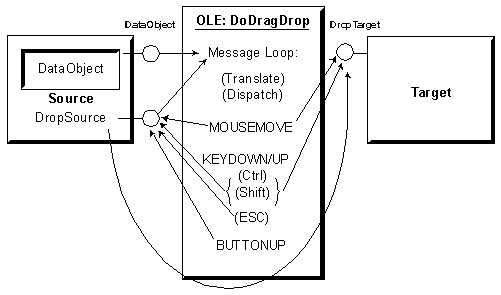 DataObject
OLE: DoDragDrop
DropTarget
DataObject
Source
DropSource
Message Loop:
(Translate)
(Dispatch)
MOUSEMOVE
KEYDOWN/UP
(Ctrl)
(Shift)
(ESC)
BUTTONUP
Target